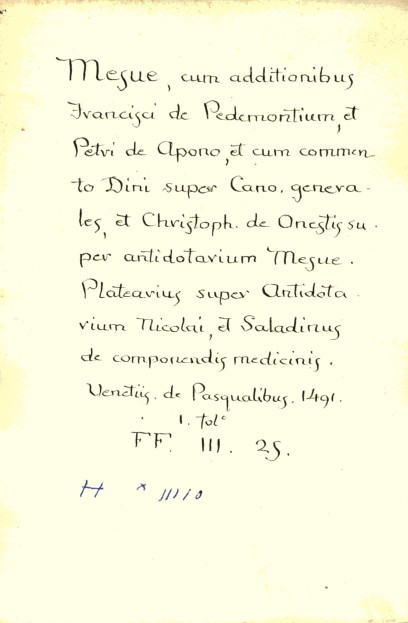 Mesue, cum additionibus
Francisci de Pedemontium, et
Petri de Apono, et cum commen-
to Dini super Cano. genera-
les, et Christoph. de Onestis su-
per antidotarium Mesue.
Platearius super Antidota-
rium Nicolai, et Saladinus
de componendis medicinis.
Venetiis. de Pasqualibus. 1491.
1. fol°
FF. III. 25.
H * 11110